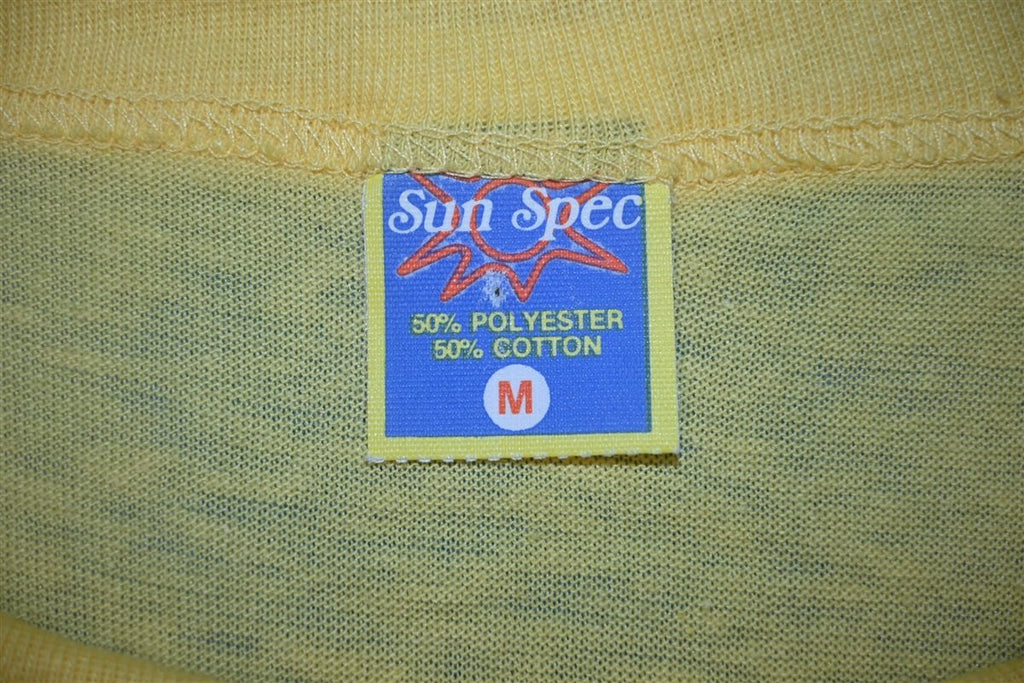 Sun Spec
50% POLYESTER
50% COTTON
M